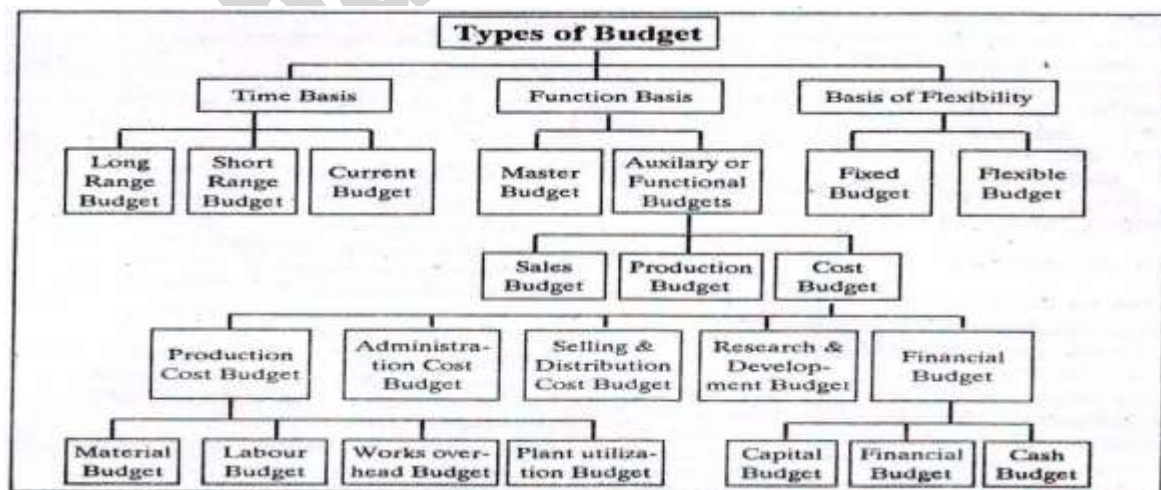 Types of Budget
Time Basis
Function Basis
Basis of Flexibility
Long
Range
Budget
Short
Range
Budget
Current
Budget
Master
Budget
Auxilary or
Functional
Budgets
Fixed
Budget
Flexible
Budget
Sales
Budget
Production
Budget
Cost
Budget
Production
Cost Budget
Administra-
tion Cost
Budget
Selling &
Distribution
Cost Budget
Research &
Develop-
ment Budget
Financial
Budget
Material
Budget
Labour
Budget
Works over-
head Budget
Plant utiliza-
tion Budget
Capital
Budget
Financial
Budget
Cash
Budget